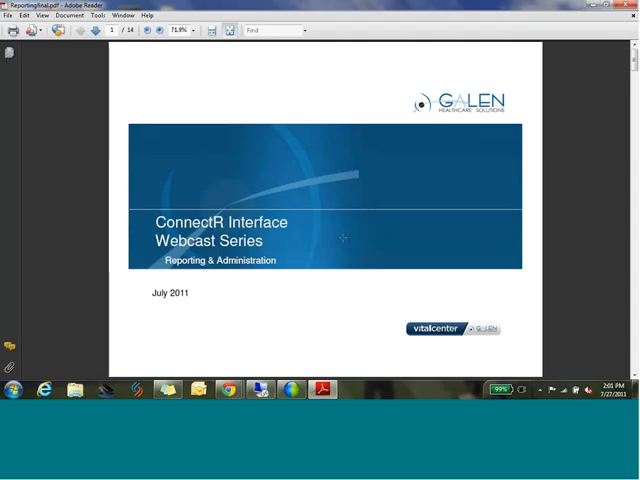 Reportingfinal.pdf - Adobe Reader
File Edit View Document Tools Window Help
1 / 14 71.9% Find
GALEN
HEALTHCARE SOLUTIONS
ConnectR Interface
Webcast Series
Reporting & Administration
July 2011
vitalcenter GALEN
99% 2:01 PM
7/27/2011